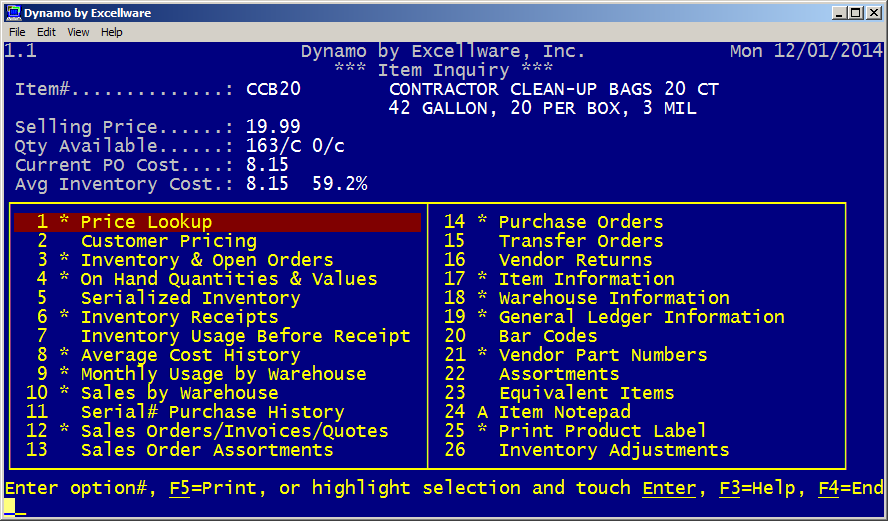 Dynamo by Excellware
File Edit View Help
1.1 Dynamo by Excellware, Inc. Mon 12/01/2014
*** Item Inquiry ***
Item#..............: CCB20 CONTRACTOR CLEAN-UP BAGS 20 CT
42 GALLON, 20 PER BOX, 3 MIL
Selling Price......: 19.99
Qty Available......: 163/C 0/c
Current PO Cost....: 8.15
Avg Inventory Cost.: 8.15 59.2%
1 * Price Lookup
2 Customer Pricing
3 * Inventory & Open Orders
4 * On Hand Quantities & Values
5 Serialized Inventory
6 * Inventory Receipts
7 Inventory Usage Before Receipt
8 * Average Cost History
9 * Monthly Usage by Warehouse
10 * Sales by Warehouse
11 Serial# Purchase History
12 * Sales Orders/Invoices/Quotes
13 Sales Order Assortments
14 * Purchase Orders
15 Transfer Orders
16 Vendor Returns
17 * Item Information
18 * Warehouse Information
19 * General Ledger Information
20 Bar Codes
21 * Vendor Part Numbers
22 Assortments
23 Equivalent Items
24 A Item Notepad
25 * Print Product Label
26 Inventory Adjustments
Enter option#, F5=Print, or highlight selection and touch Enter, F3=Help, F4=End